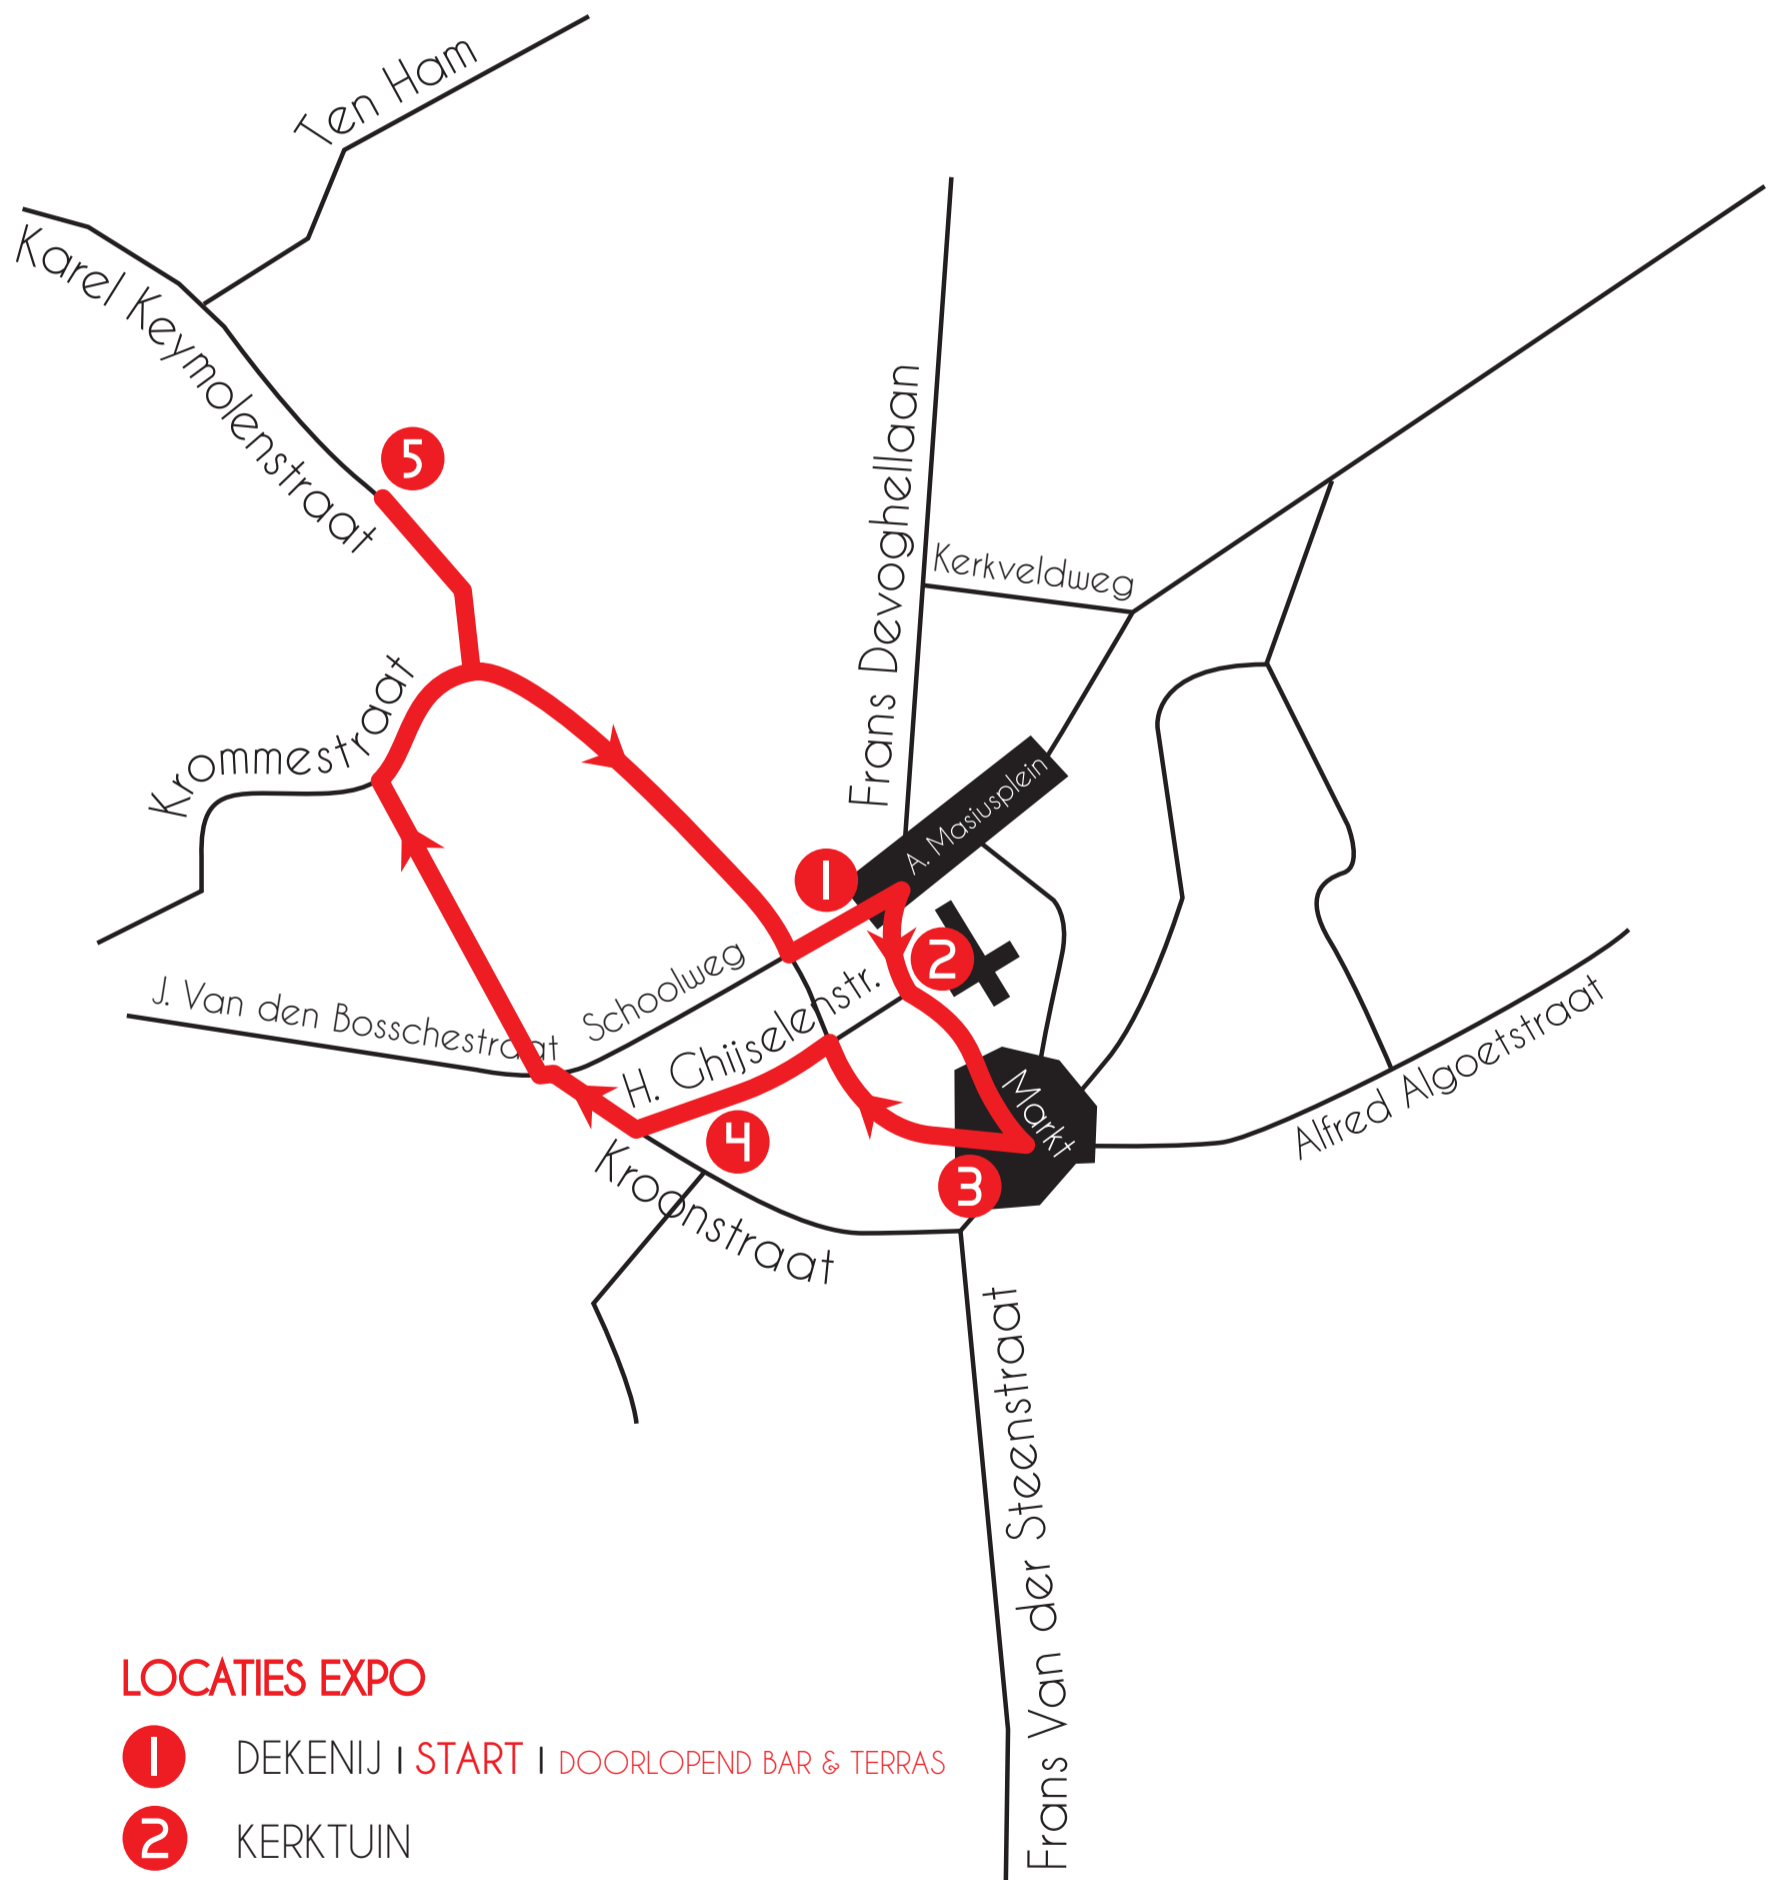 Ten Ham
Karel Keymolenstraat
5
Frans Devoghellaan
Kerkveldweg
Krommestraat
A. Masiusplein
1
2
Schoolweg
J. Van den Bosschestraat
H. Ghijselenstr.
Markt
Alfred Algoetstraat
4
3
Kroonstraat
Frans Van der Steenstraat
LOCATIES EXPO
1 DEKENIJ I START I DOORLOPEND BAR & TERRAS
2 KERKTUIN